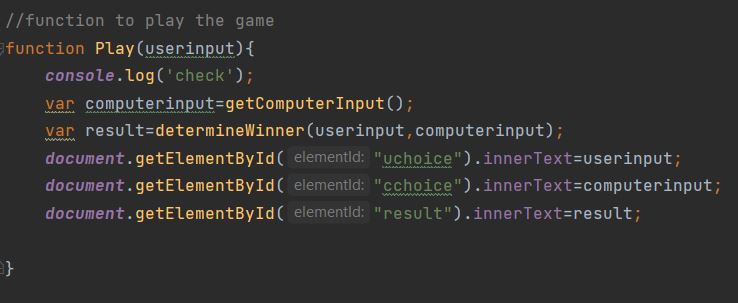 //function to play the game
function Play(userinput){
console.log('check');
var computerinput=getComputerInput();
var result=determineWinner(userinput,computerinput);
document.getElementById( elementId: "uchoice").innerText=userinput;
document.getElementById( elementId: "cchoice").innerText=computerinput;
document.getElementById( elementId: "result").innerText=result;
}